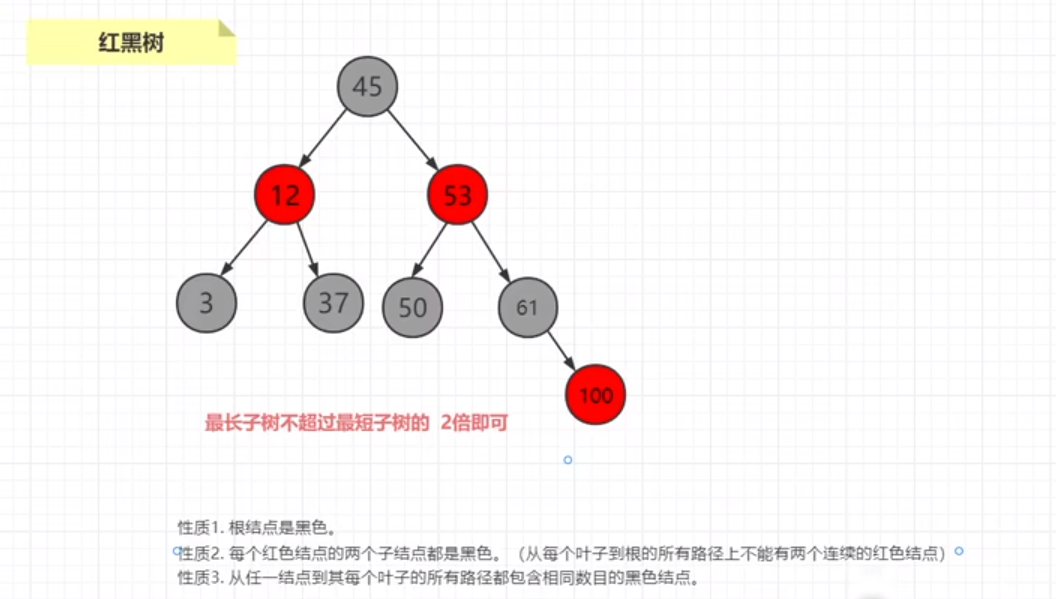 红黑树
45
12
53
3
37
50
61
100
最长子树不超过最短子树的 2倍即可
性质1. 根结点是黑色。
性质2. 每个红色结点的两个子结点都是黑色。（从每个叶子到根的所有路径上不能有两个连续的红色结点）
性质3. 从任一结点到其每个叶子的所有路径都包含相同数目的黑色结点。